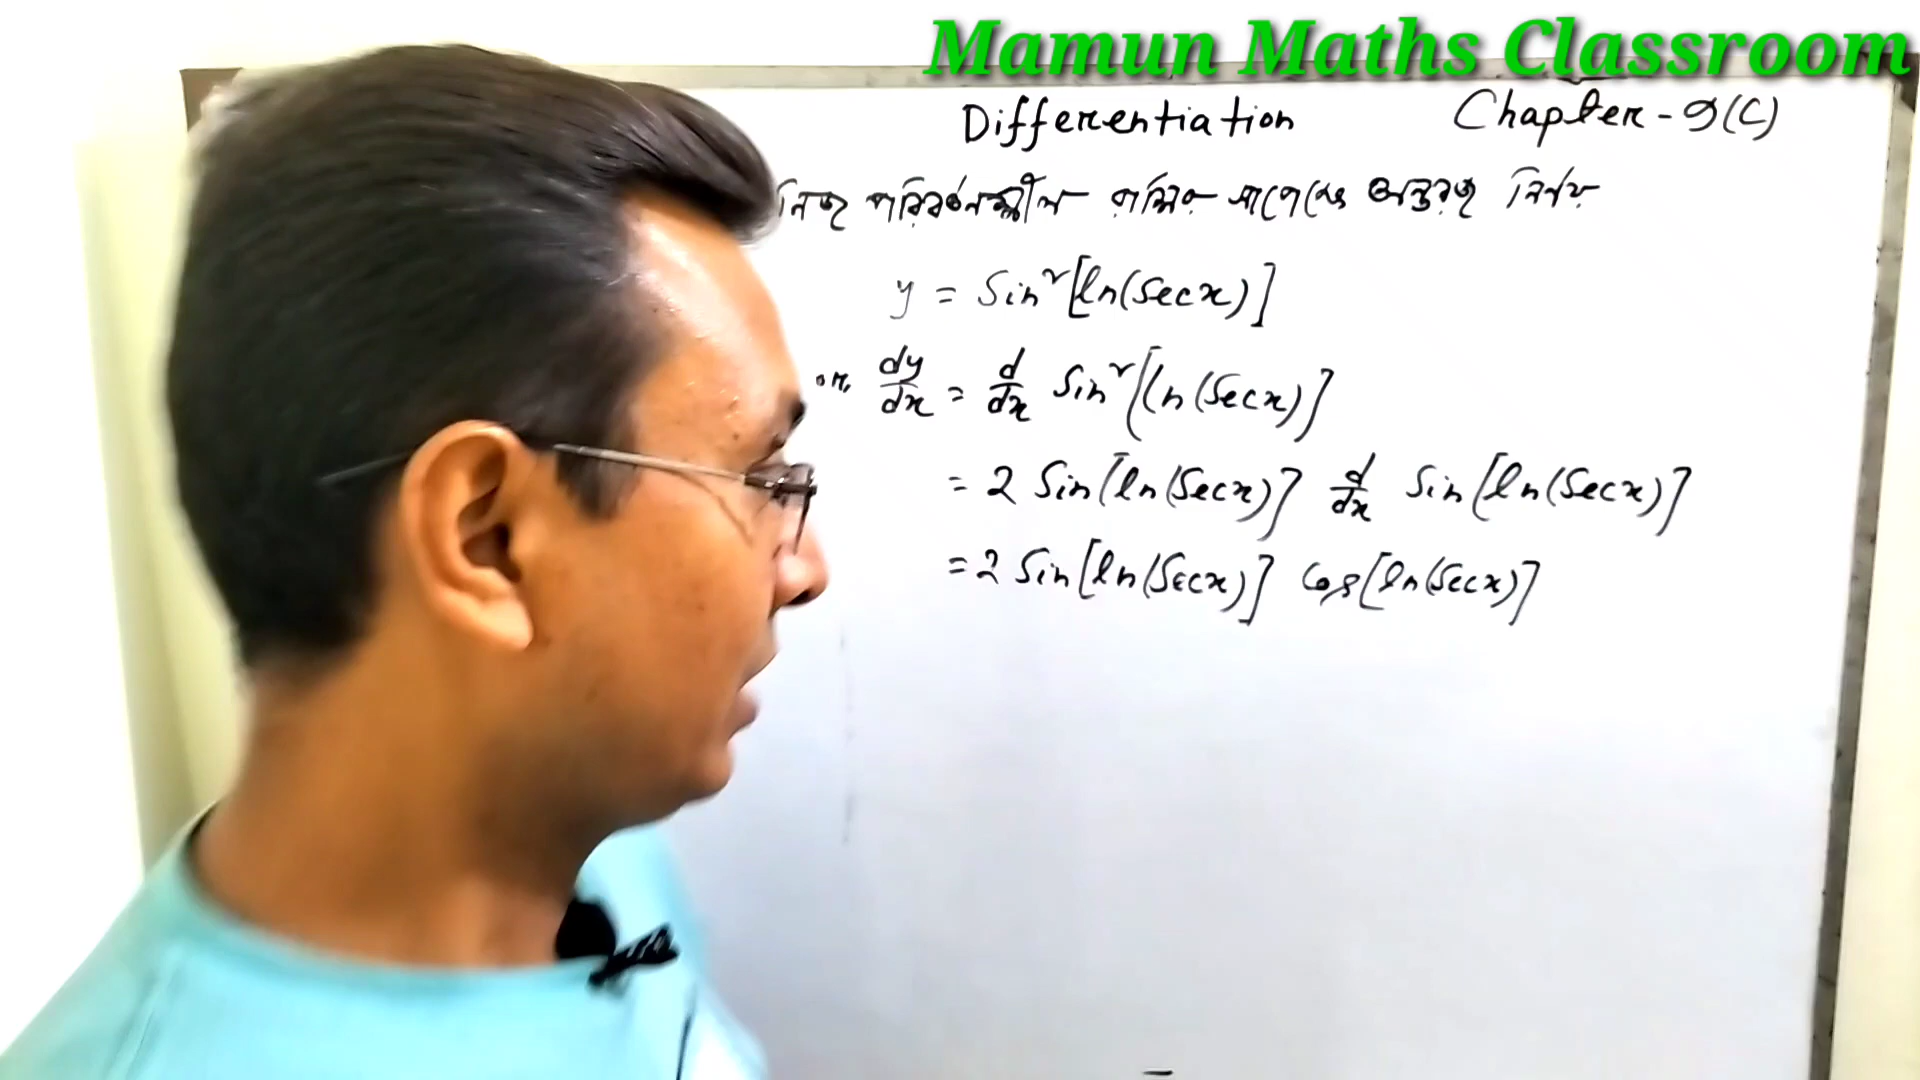 Mamun Maths Classroom
Differentiation Chapter-9(C)
নিজ পরিবর্তনশীল রাশির সাপেক্ষে অন্তরজ নির্ণয়
y = Sin²[ln(Secx)]
or, dy/dx = d/dx Sin²[ln(Secx)]
= 2 Sin[ln(Secx)] d/dx Sin[ln(Secx)]
= 2 Sin[ln(Secx)] Cos[ln(Secx)]